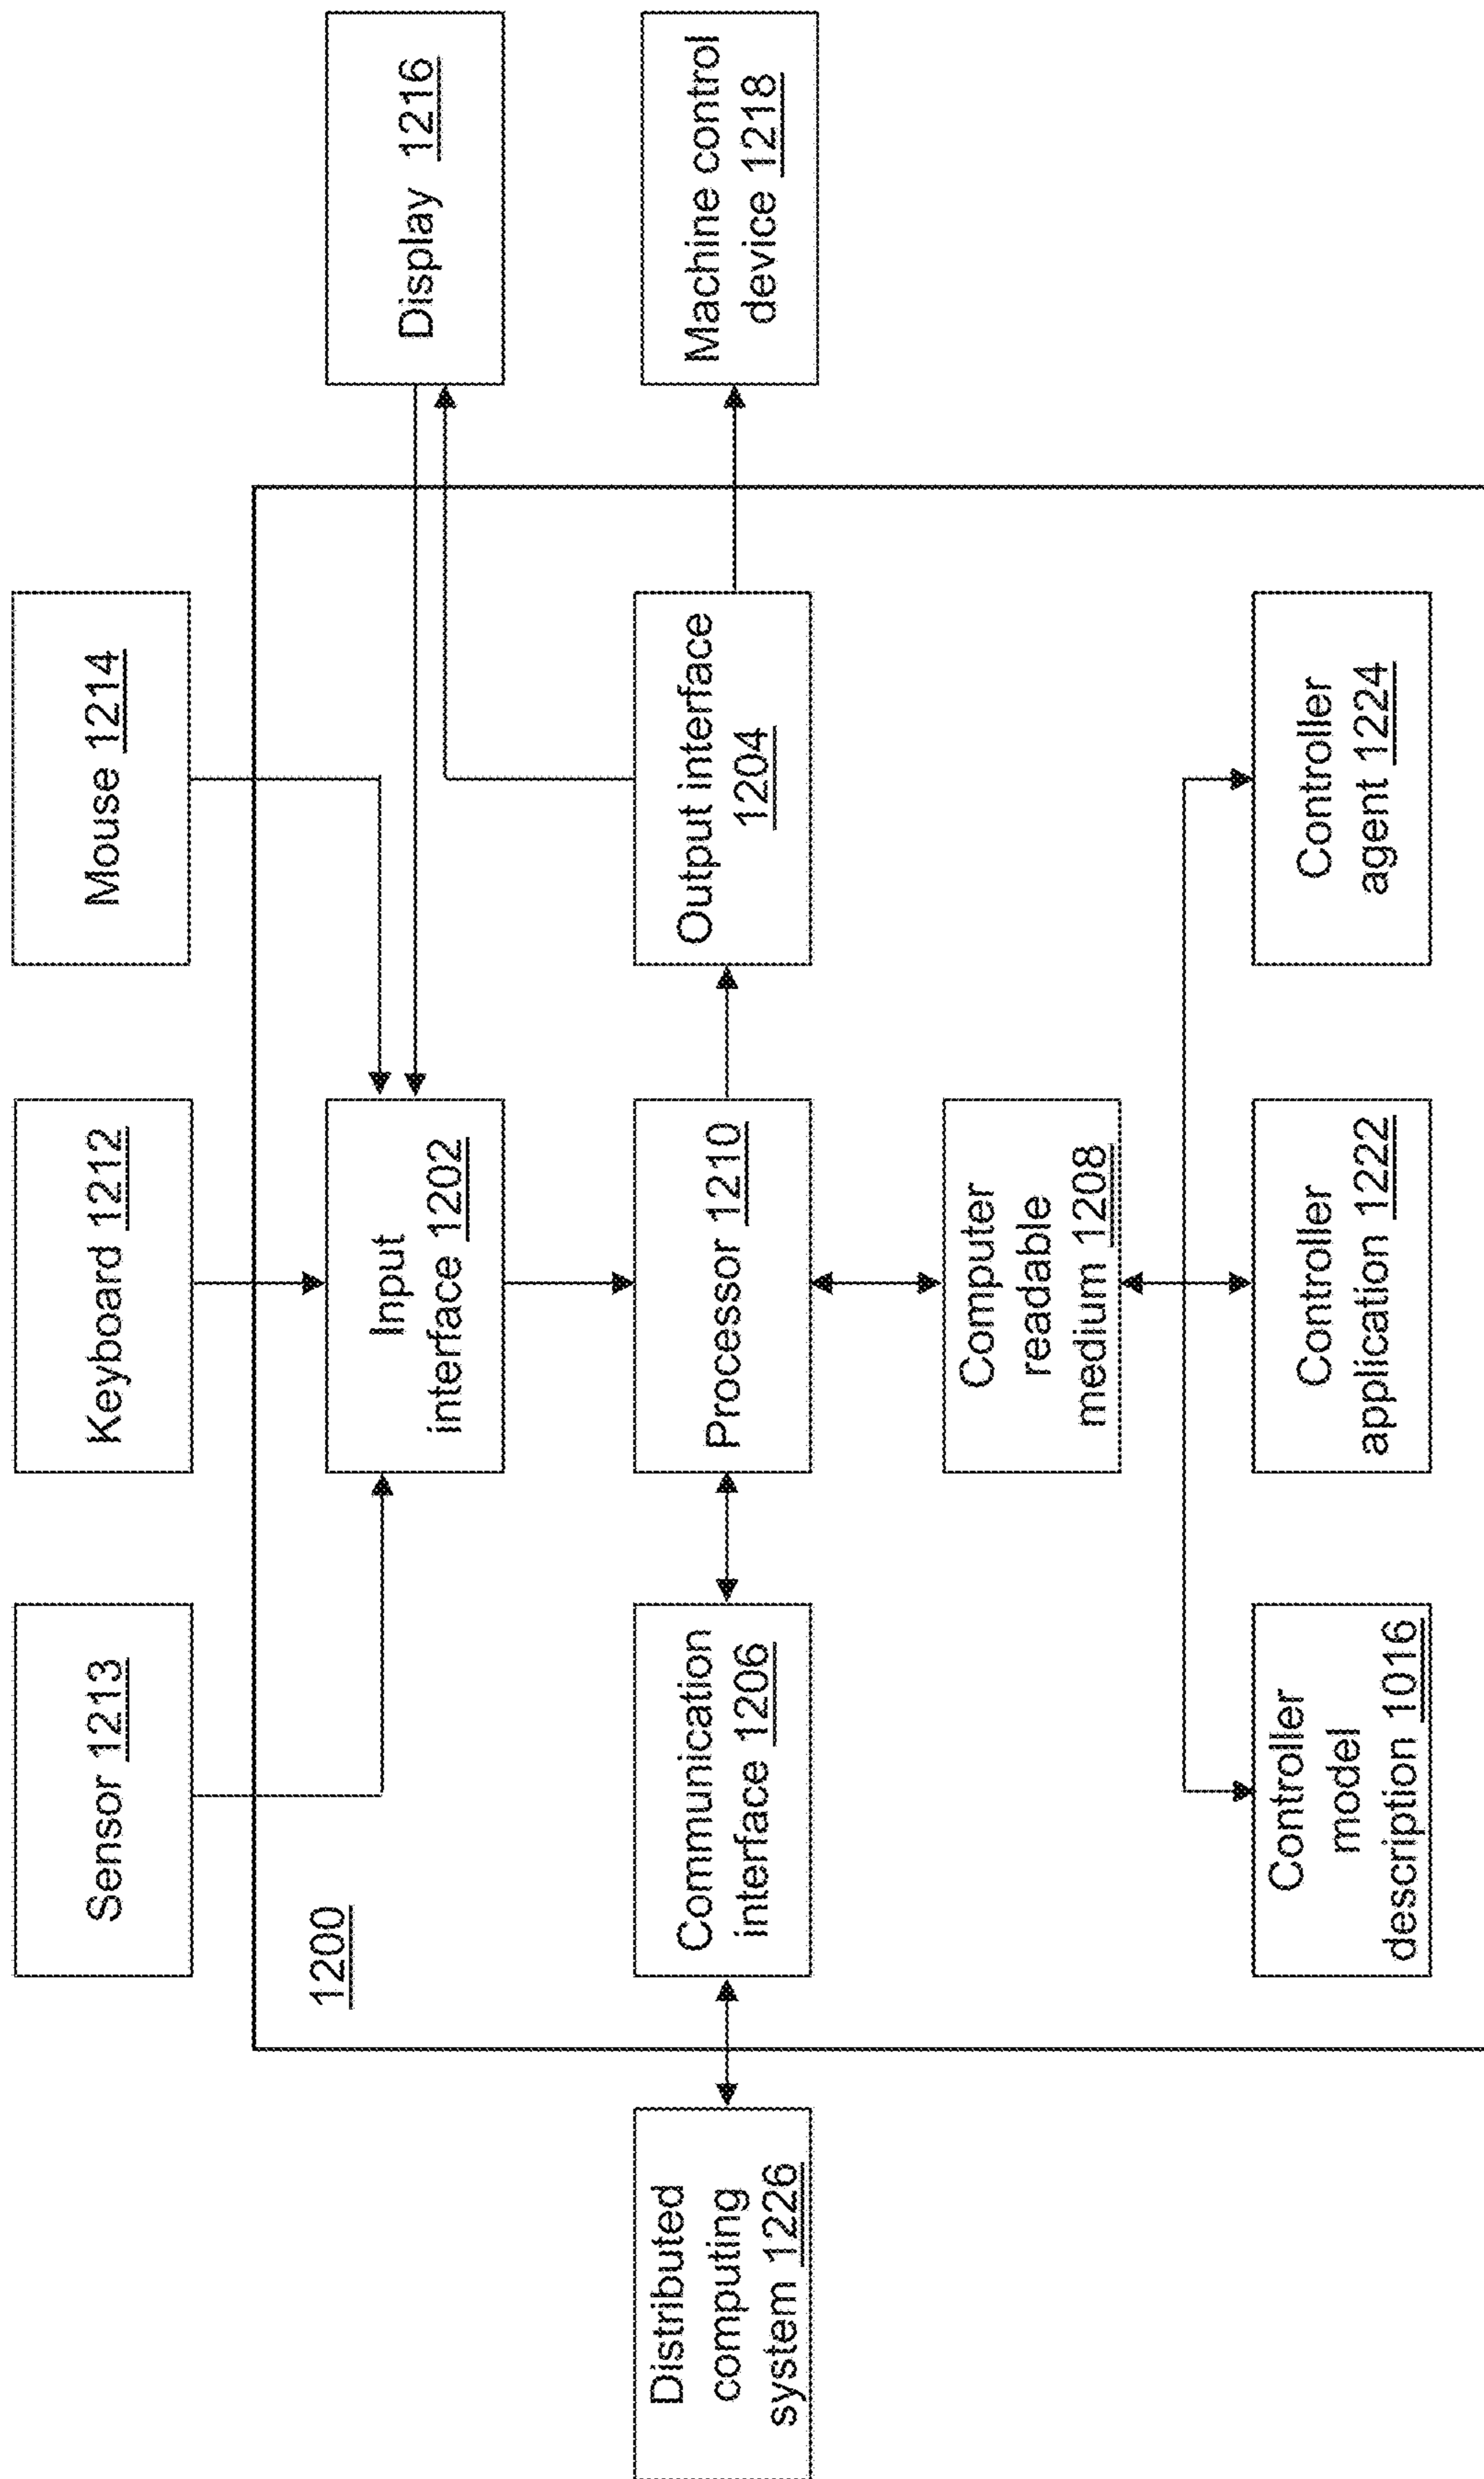 Sensor 1213
Keyboard 1212
Mouse 1214
1200
Input
interface 1202
Display 1216
Distributed
computing
system 1226
Communication
interface 1206
Processor 1210
Output interface
1204
Machine control
device 1218
Computer
readable
medium 1208
Controller
model
description 1016
Controller
application 1222
Controller
agent 1224